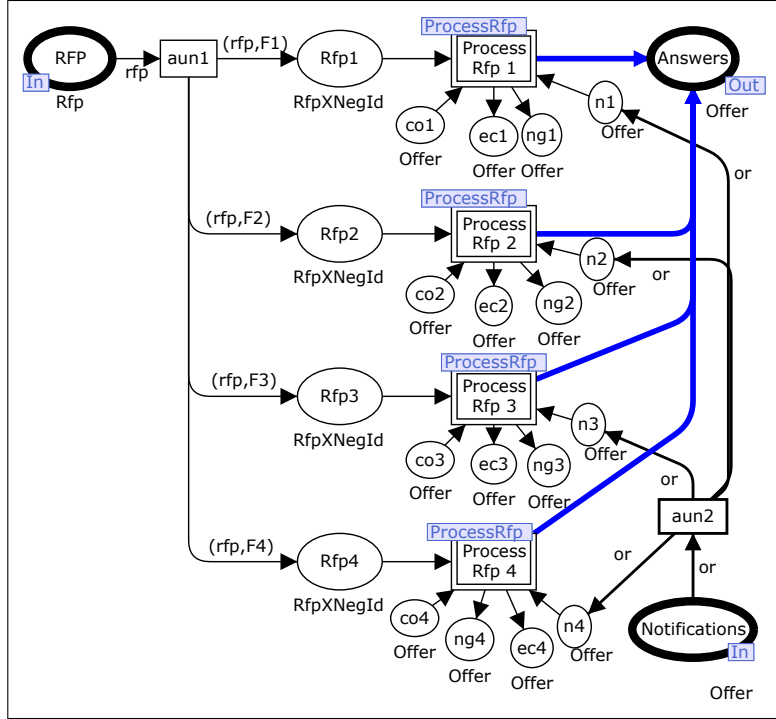 RFP
In
Rfp
rfp
aun1
(rfp,F1)
Rfp1
RfpXNegId
ProcessRfp
Process
Rfp 1
co1
Offer
ec1
Offer
ng1
Offer
n1
Offer
Answers
Out
Offer
or
(rfp,F2)
Rfp2
RfpXNegId
ProcessRfp
Process
Rfp 2
co2
Offer
ec2
Offer
ng2
Offer
n2
Offer
or
(rfp,F3)
Rfp3
RfpXNegId
ProcessRfp
Process
Rfp 3
co3
Offer
ec3
Offer
ng3
Offer
n3
Offer
or
aun2
(rfp,F4)
Rfp4
RfpXNegId
ProcessRfp
Process
Rfp 4
co4
Offer
ng4
Offer
ec4
Offer
n4
Offer
or
or
Notifications
In
Offer